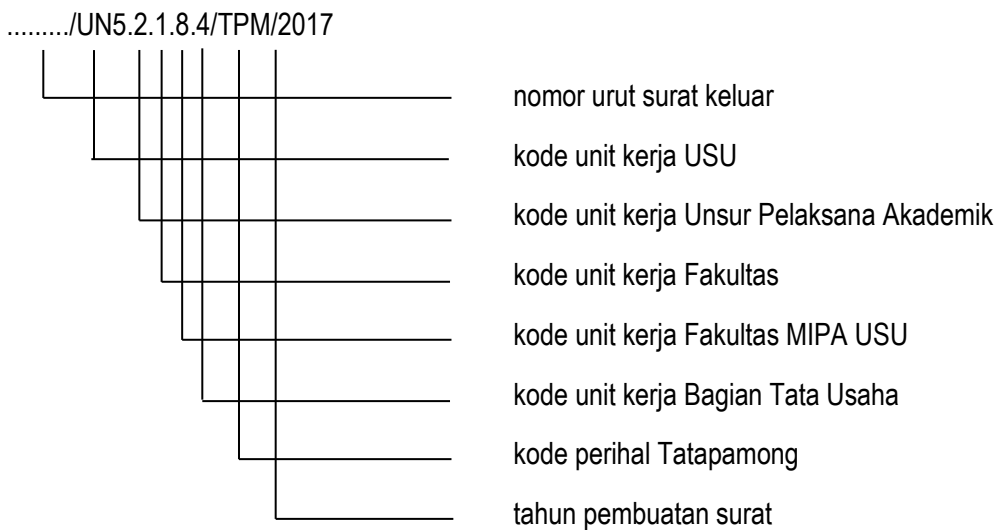 ........./UN5.2.1.8.4/TPM/2017
nomor urut surat keluar
kode unit kerja USU
kode unit kerja Unsur Pelaksana Akademik
kode unit kerja Fakultas
kode unit kerja Fakultas MIPA USU
kode unit kerja Bagian Tata Usaha
kode perihal Tatapamong
tahun pembuatan surat